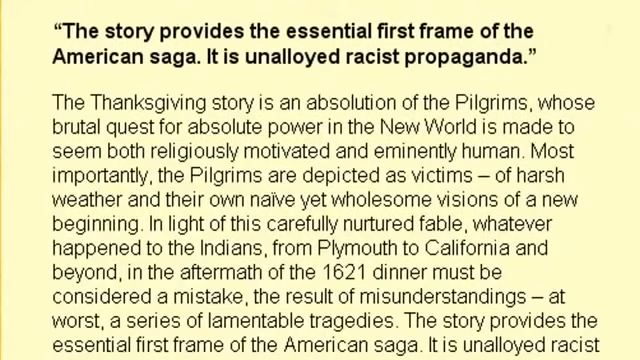 “The story provides the essential first frame of the
American saga. It is unalloyed racist propaganda.”
The Thanksgiving story is an absolution of the Pilgrims, whose
brutal quest for absolute power in the New World is made to
seem both religiously motivated and eminently human. Most
importantly, the Pilgrims are depicted as victims – of harsh
weather and their own naïve yet wholesome visions of a new
beginning. In light of this carefully nurtured fable, whatever
happened to the Indians, from Plymouth to California and
beyond, in the aftermath of the 1621 dinner must be
considered a mistake, the result of misunderstandings – at
worst, a series of lamentable tragedies. The story provides the
essential first frame of the American saga. It is unalloyed racist